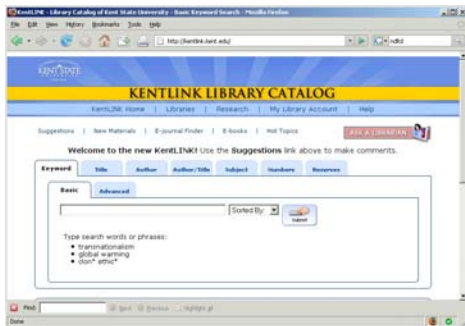 KentLINK - Library Catalog of Kent State University - Basic Keyword Search - Mozilla Firefox
File Edit View History Bookmarks Tools Help
http://kentlink.kent.edu/
KENT STATE
KENTLINK LIBRARY CATALOG
KentLINK Home | Libraries | Research | My Library Account | Help
Suggestions | New Materials | E-journal Finder | E-books | Hot Topics
ASK A LIBRARIAN
Welcome to the new KentLINK! Use the Suggestions link above to make comments.
Keyword Title Author Author/Title Subject Numbers Reserves
Basic Advanced
Sorted By
Submit
Type search words or phrases:
transnationalism
global warming
don* ethic*
Find: Next Previous Highlight all
Done